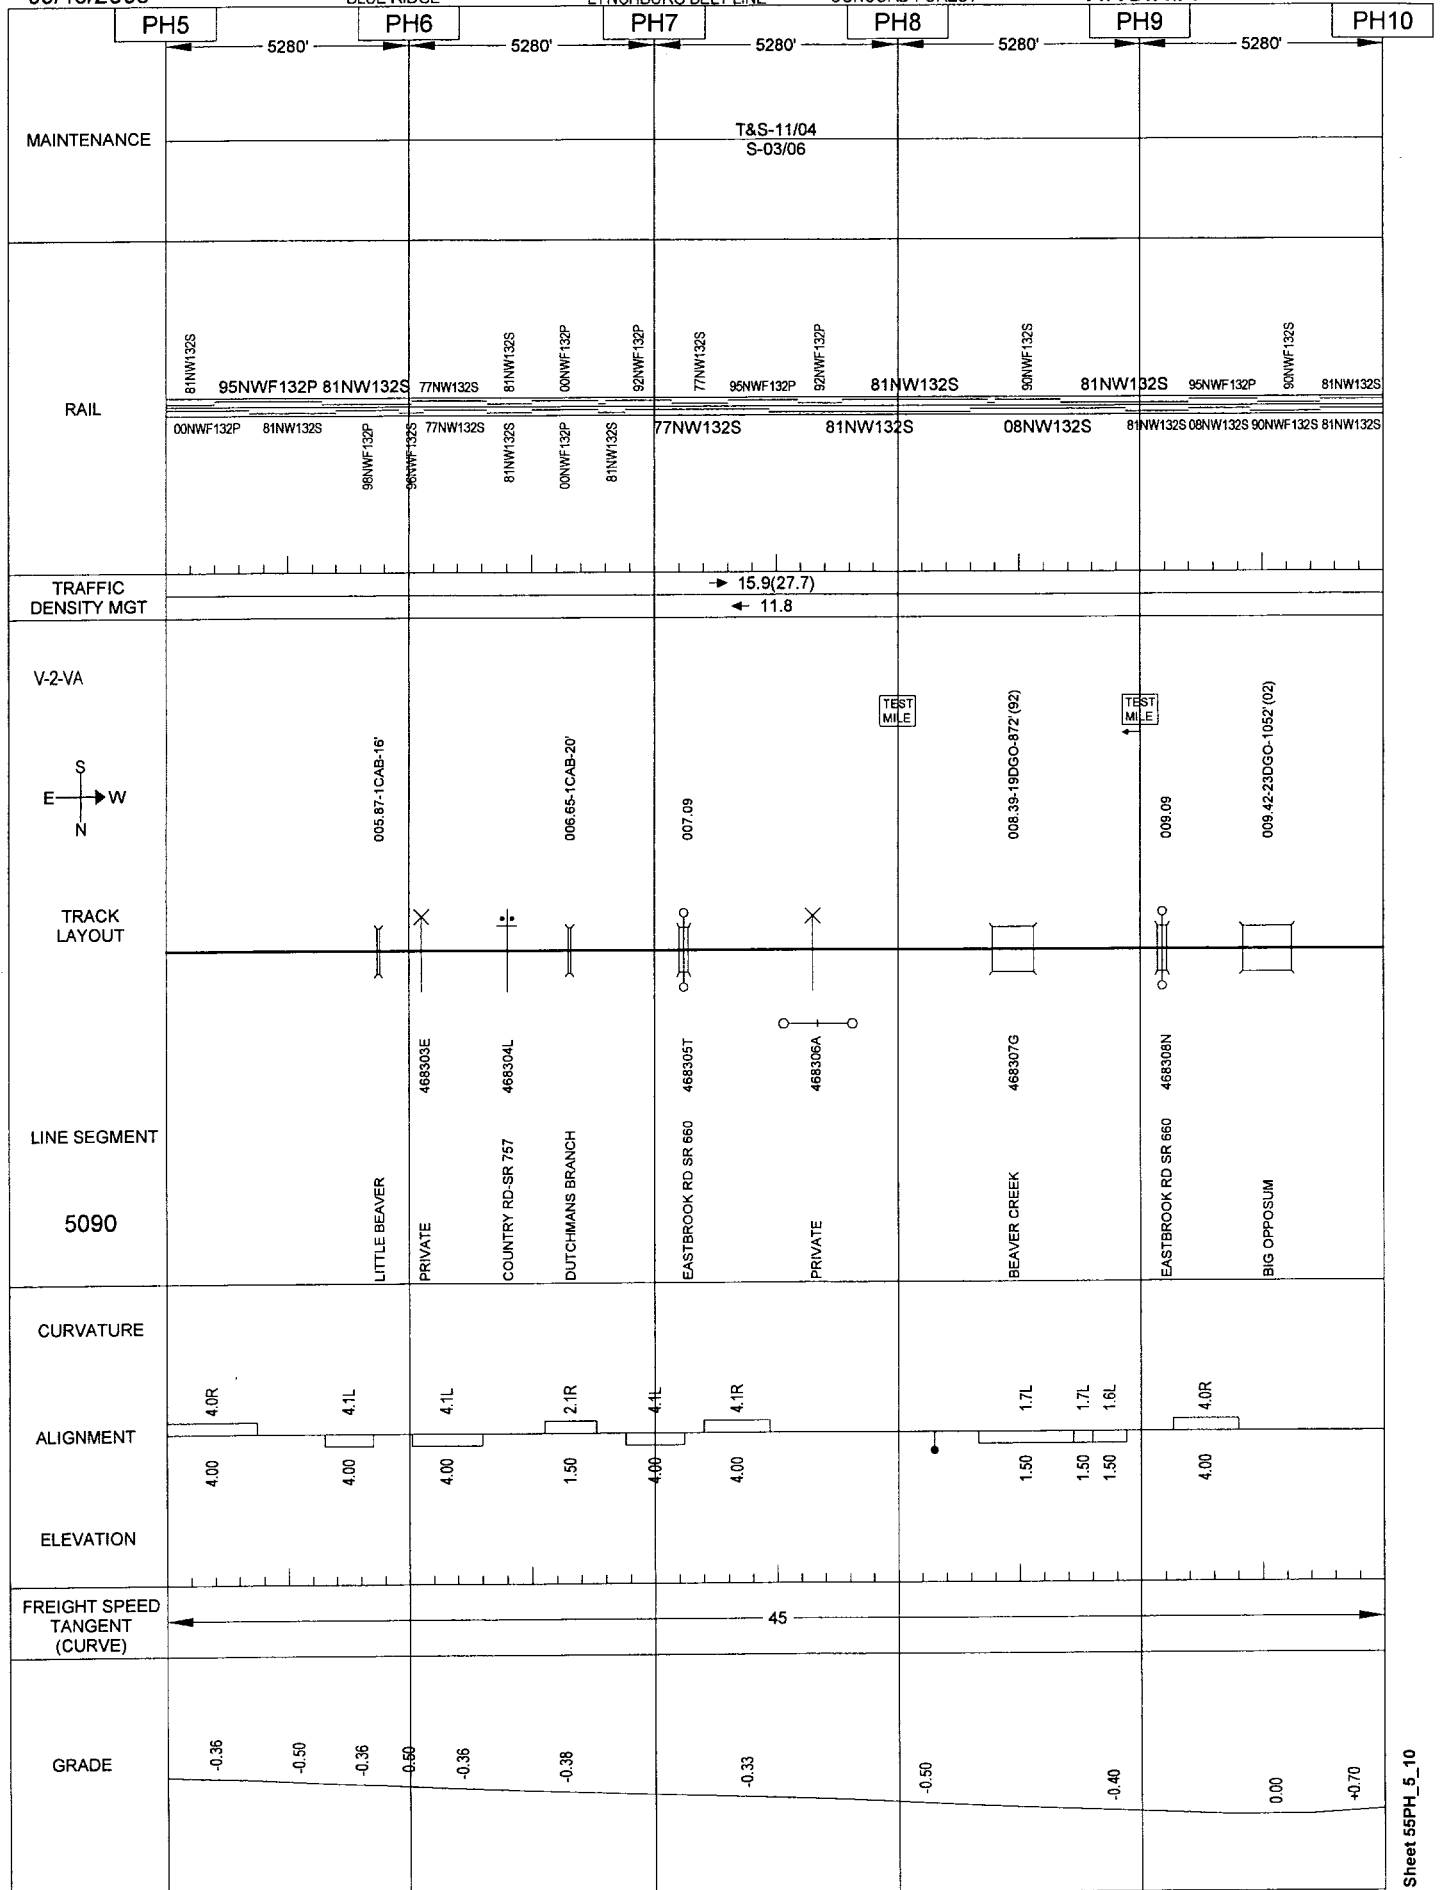 PH5 PH6 PH7 PH8 PH9 PH10
5280' 5280' 5280' 5280' 5280'
MAINTENANCE
T&S-11/04
S-03/06
RAIL
81NW132S 81NW132S 00NWF132P 92NWF132P 77NW132S 92NWF132P 90NWF132S 90NWF132S
95NWF132P 81NW132S 77NW132S 95NWF132P 81NW132S 81NW132S 95NWF132P 81NW132S
00NWF132P 81NW132S 77NW132S 77NW132S 81NW132S 08NW132S 81NW132S 08NW132S 90NWF132S 81NW132S
98NWF132P 96NWF132S 81NW132S 00NWF132P 81NW132S
TRAFFIC
DENSITY MGT
15.9(27.7)
11.8
V-2-VA
TEST
MILE
TEST
MILE
S
E W
N
005.87-1CAB-16' 006.65-1CAB-20' 007.09 008.39-19DGO-872'(92) 009.09 009.42-23DGO-1052'(02)
TRACK
LAYOUT
468303E 468304L 468305T 468306A 468307G 468308N
LINE SEGMENT
5090
LITTLE BEAVER
PRIVATE
COUNTRY RD-SR 757
DUTCHMANS BRANCH
EASTBROOK RD SR 660
PRIVATE
BEAVER CREEK
EASTBROOK RD SR 660
BIG OPPOSUM
CURVATURE
4.0R 4.1L 4.1L 2.1R 4.1L 4.1R 1.7L 1.7L 1.6L 4.0R
ALIGNMENT
4.00 4.00 4.00 1.50 4.00 4.00 1.50 1.50 1.50 4.00
ELEVATION
FREIGHT SPEED
TANGENT
(CURVE)
45
GRADE
-0.36 -0.50 -0.36 0.50 -0.36 -0.38 -0.33 -0.50 -0.40 0.00 +0.70
Sheet 55PH_5_10